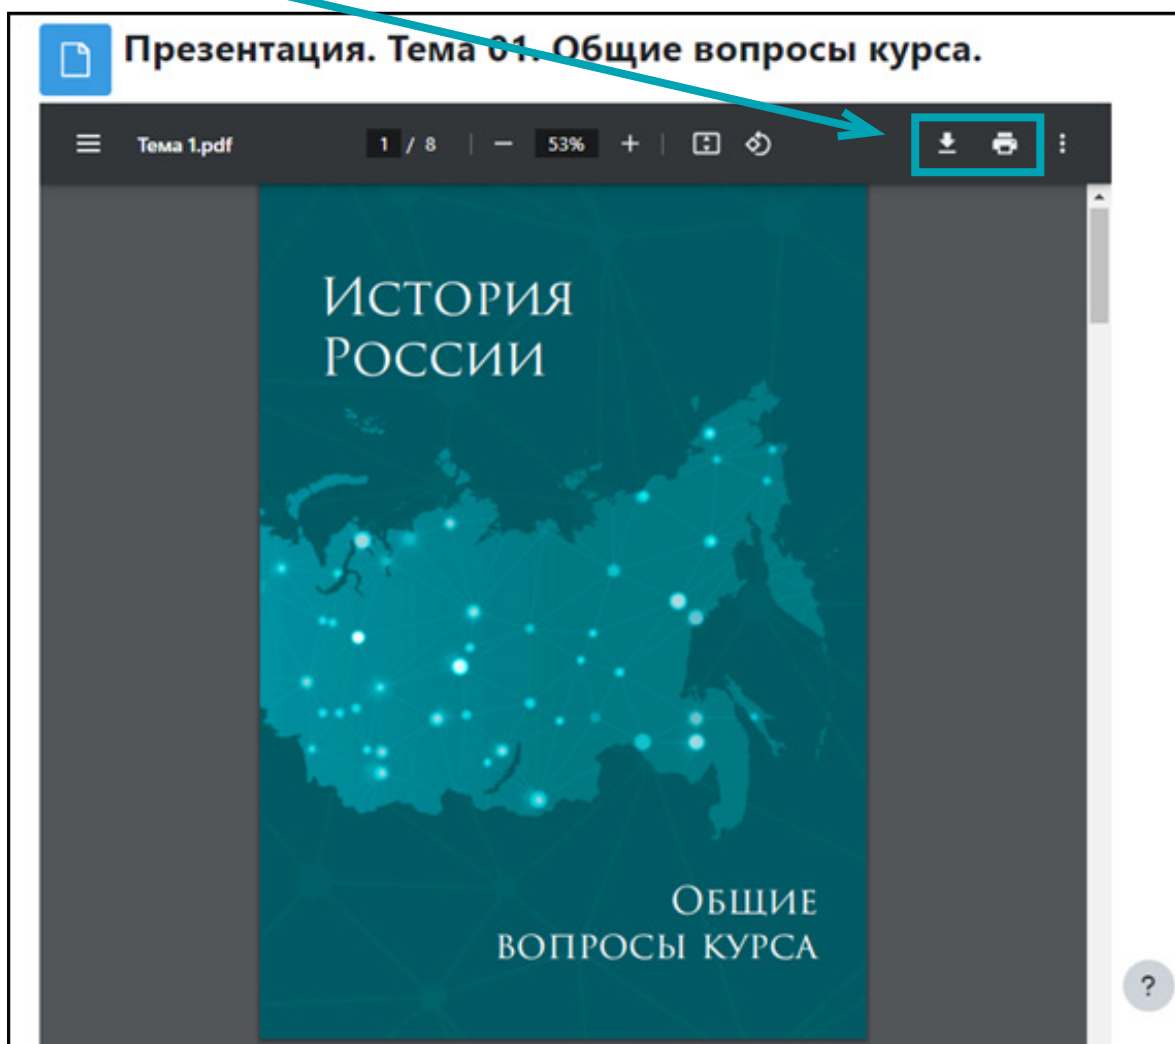 Презентация. Тема 01. Общие вопросы курса.
Тема 1.pdf 1 / 8 53%
История
России
Общие
вопросы курса
?